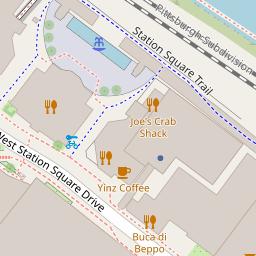 Pittsburgh Subdivision
Station Square Trail
Joe's Crab
Shack
Yinz Coffee
West Station Square Drive
Buca di
Beppo